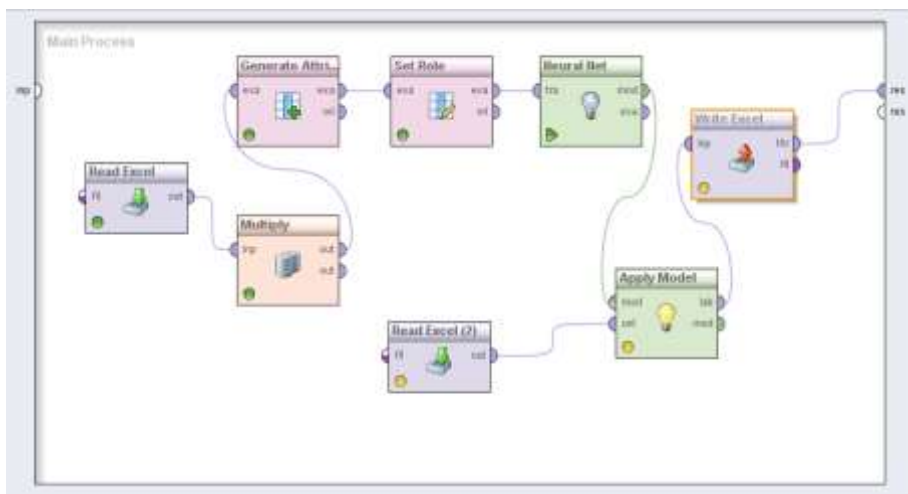 Main Process
inp
res
res
Generate Attri...
exa
exa
ori
Set Role
exa
exa
ori
Neural Net
tra
mod
exa
Write Excel
inp
thr
fil
Read Excel
fil
out
Multiply
inp
out
out
Apply Model
mod
lab
unl
mod
Read Excel (2)
fil
out